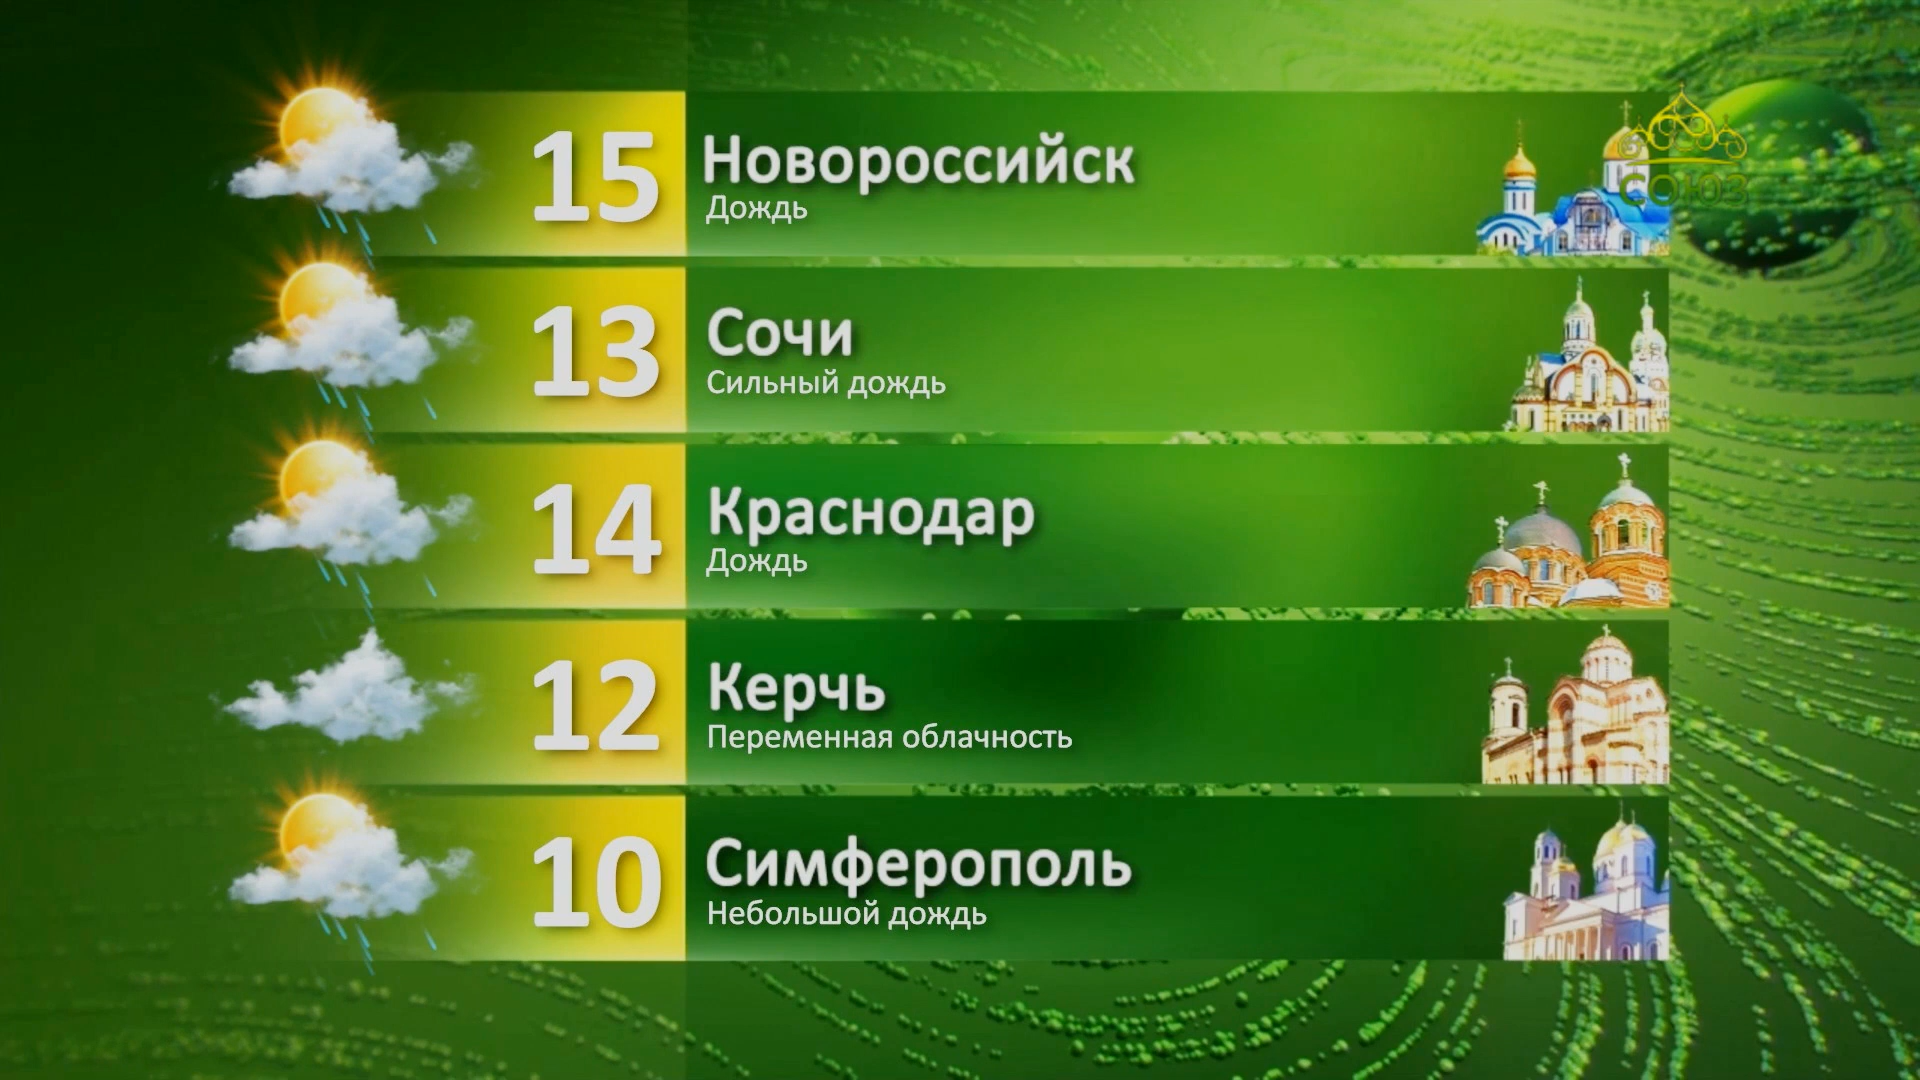 15
Новороссийск
Дождь
СОЮЗ
13
Сочи
Сильный дождь
14
Краснодар
Дождь
12
Керчь
Переменная облачность
10
Симферополь
Небольшой дождь